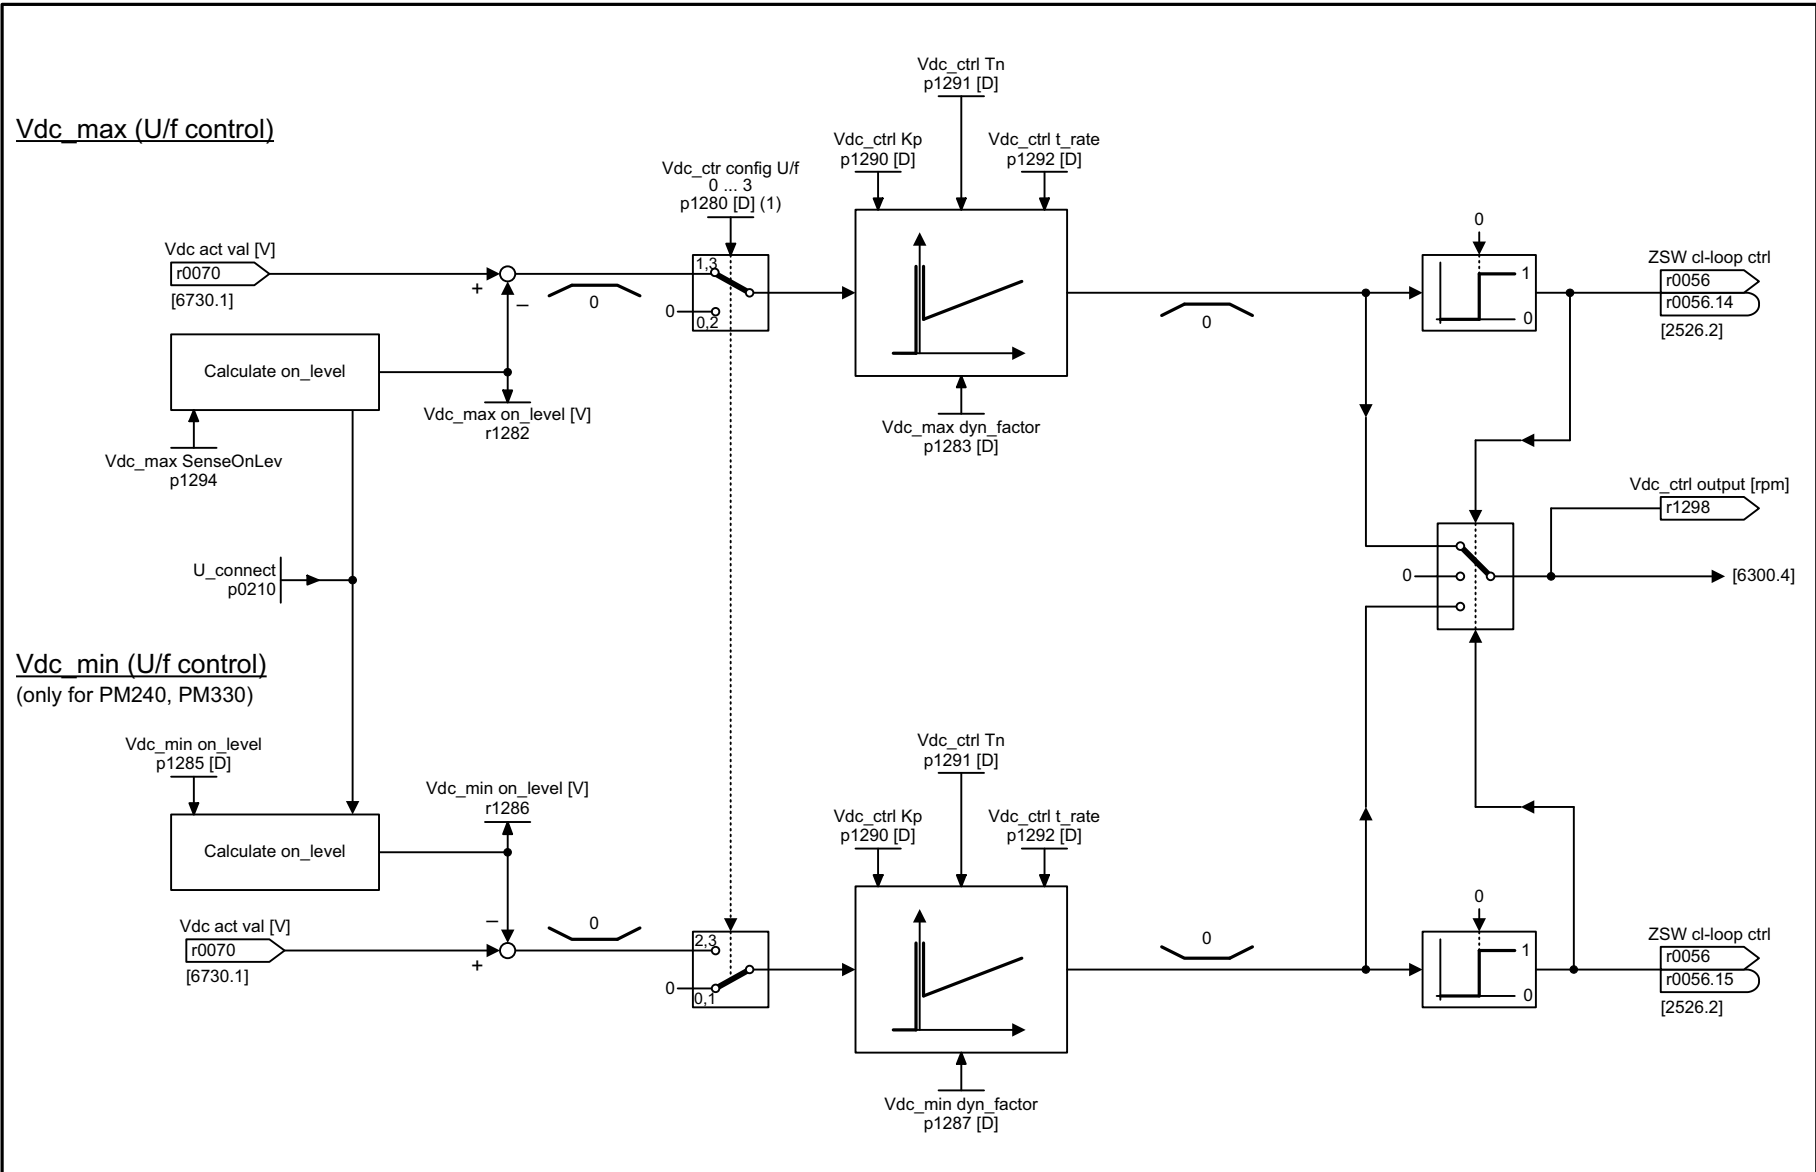 Vdc_max (U/f control)
Vdc_ctrl Tn
p1291 [D]
Vdc_ctrl Kp
p1290 [D]
Vdc_ctrl t_rate
p1292 [D]
Vdc_ctr config U/f
0 ... 3
p1280 [D] (1)
Vdc act val [V]
r0070
[6730.1]
+
–
0
1,3
0
0,2
0
0
1
0
ZSW cl-loop ctrl
r0056
r0056.14
[2526.2]
Calculate on_level
Vdc_max on_level [V]
r1282
Vdc_max dyn_factor
p1283 [D]
Vdc_max SenseOnLev
p1294
Vdc_ctrl output [rpm]
r1298
U_connect
p0210
0
[6300.4]
Vdc_min (U/f control)
(only for PM240, PM330)
Vdc_min on_level
p1285 [D]
Vdc_min on_level [V]
r1286
Vdc_ctrl Tn
p1291 [D]
Vdc_ctrl Kp
p1290 [D]
Vdc_ctrl t_rate
p1292 [D]
Calculate on_level
Vdc act val [V]
r0070
[6730.1]
–
+
0
2,3
0
0,1
0
0
1
0
ZSW cl-loop ctrl
r0056
r0056.15
[2526.2]
Vdc_min dyn_factor
p1287 [D]